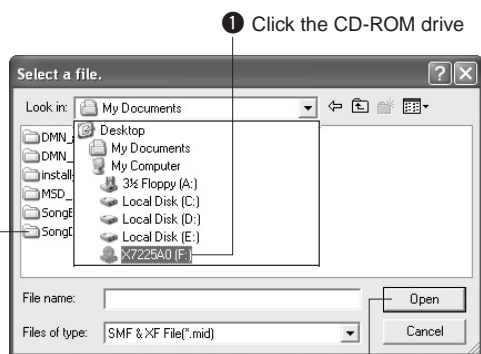 ❶ Click the CD-ROM drive
Select a file.
Look in: My Documents
Desktop
My Documents
My Computer
3½ Floppy (A:)
Local Disk (C:)
Local Disk (D:)
Local Disk (E:)
X7225A0 (F:)
DMN_
DMN_
install
MSD_
File name:
Open
Files of type: SMF & XF File(*.mid)
Cancel